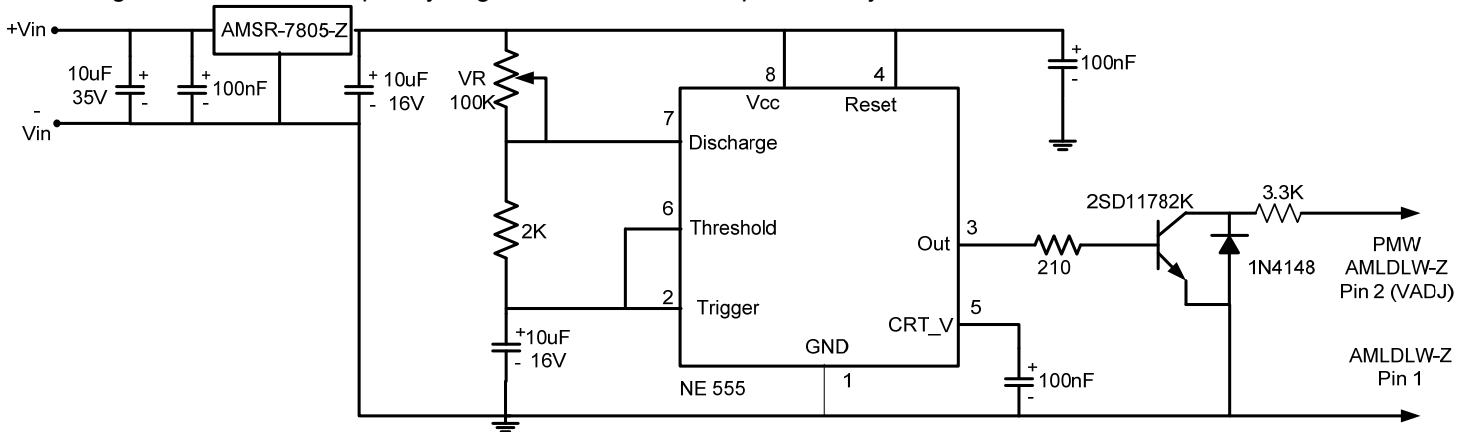 +Vin
AMSR-7805-Z
10uF
35V
+
-
+
-
100nF
+
-
10uF
16V
-
Vin
VR
100K
8
Vcc
4
Reset
+
-
100nF
7
Discharge
2K
6
Threshold
2
Trigger
+
-
10uF
16V
Out
3
210
2SD11782K
3.3K
1N4148
PMW
AMLDLW-Z
Pin 2 (VADJ)
CRT_V
5
GND
1
NE 555
+
-
100nF
AMLDLW-Z
Pin 1